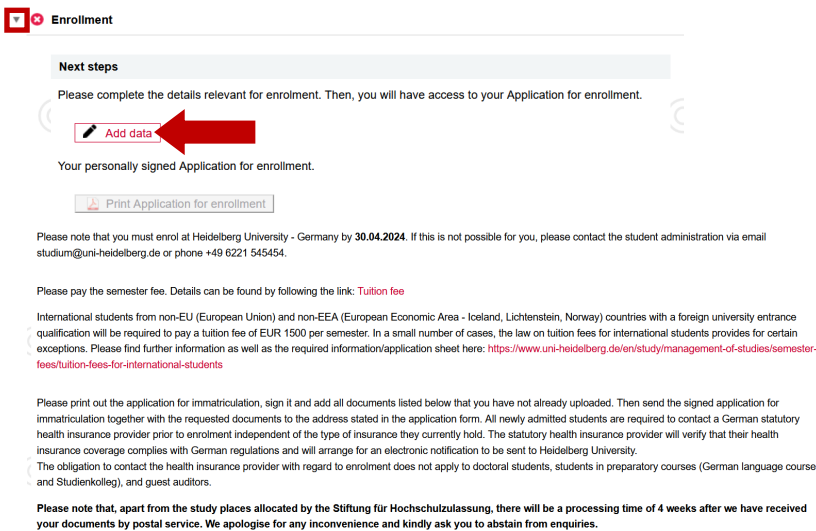 Enrollment
Next steps
Please complete the details relevant for enrolment. Then, you will have access to your Application for enrollment.
Add data
Your personally signed Application for enrollment.
Print Application for enrollment
Please note that you must enrol at Heidelberg University - Germany by 30.04.2024. If this is not possible for you, please contact the student administration via email
studium@uni-heidelberg.de or phone +49 6221 545454.
Please pay the semester fee. Details can be found by following the link: Tuition fee
International students from non-EU (European Union) and non-EEA (European Economic Area - Iceland, Lichtenstein, Norway) countries with a foreign university entrance
qualification will be required to pay a tuition fee of EUR 1500 per semester. In a small number of cases, the law on tuition fees for international students provides for certain
exceptions. Please find further information as well as the required information/application sheet here: https://www.uni-heidelberg.de/en/study/management-of-studies/semester-
fees/tuition-fees-for-international-students
Please print out the application for immatriculation, sign it and add all documents listed below that you have not already uploaded. Then send the signed application for
immatriculation together with the requested documents to the address stated in the application form. All newly admitted students are required to contact a German statutory
health insurance provider prior to enrolment independent of the type of insurance they currently hold. The statutory health insurance provider will verify that their health
insurance coverage complies with German regulations and will arrange for an electronic notification to be sent to Heidelberg University.
The obligation to contact the health insurance provider with regard to enrolment does not apply to doctoral students, students in preparatory courses (German language course
and Studienkolleg), and guest auditors.
Please note that, apart from the study places allocated by the Stiftung für Hochschulzulassung, there will be a processing time of 4 weeks after we have received
your documents by postal service. We apologise for any inconvenience and kindly ask you to abstain from enquiries.